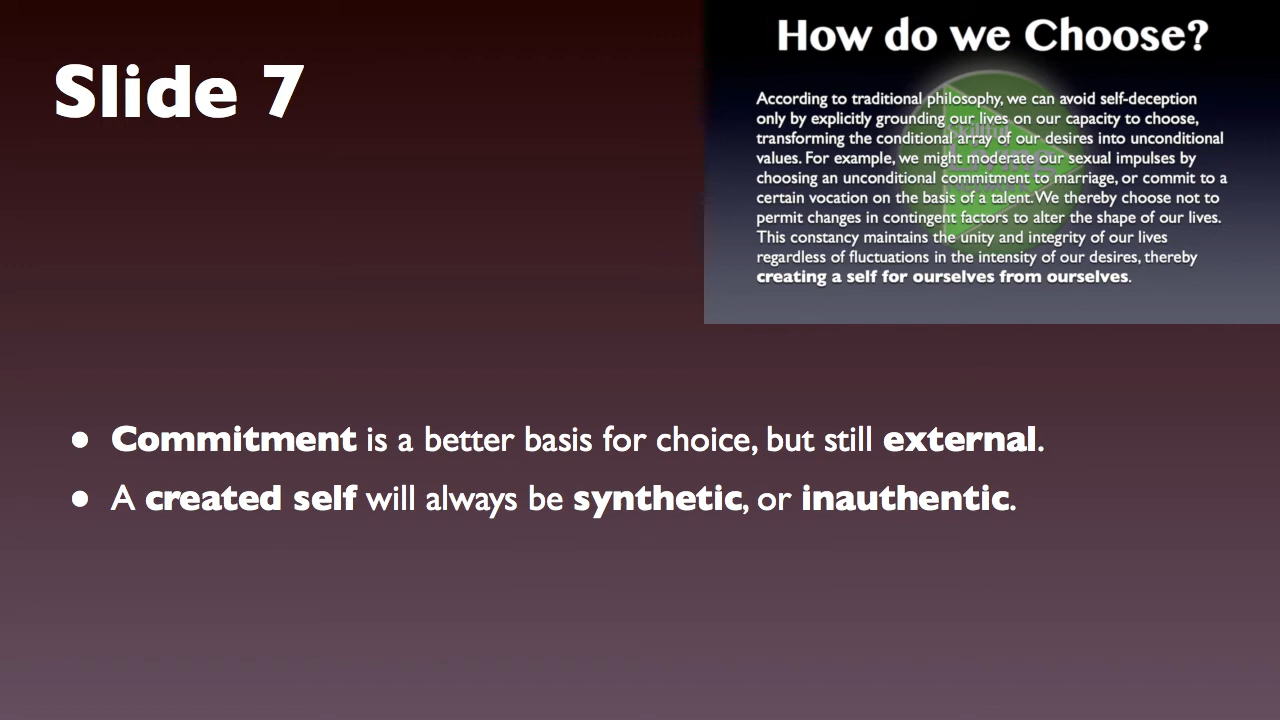 Slide 7
How do we Choose?
According to traditional philosophy, we can avoid self-deception
only by explicitly grounding our lives on our capacity to choose,
transforming the conditional array of our desires into unconditional
values. For example, we might moderate our sexual impulses by
choosing an unconditional commitment to marriage, or commit to a
certain vocation on the basis of a talent. We thereby choose not to
permit changes in contingent factors to alter the shape of our lives.
This constancy maintains the unity and integrity of our lives
regardless of fluctuations in the intensity of our desires, thereby
creating a self for ourselves from ourselves.
• Commitment is a better basis for choice, but still external.
• A created self will always be synthetic, or inauthentic.